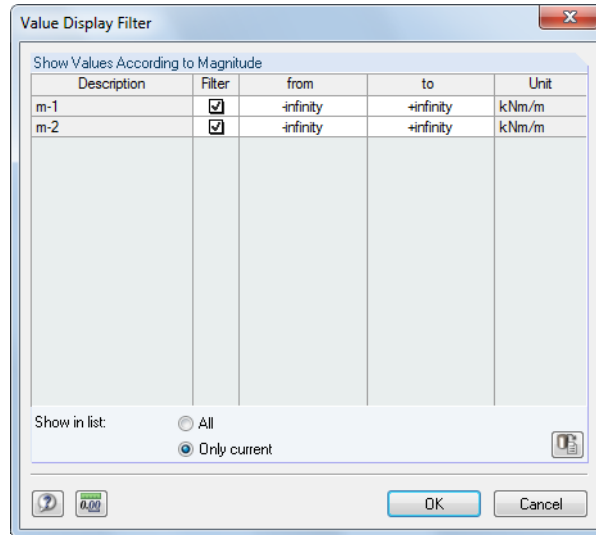 Value Display Filter
Show Values According to Magnitude
Description Filter from to Unit
m-1 -infinity +infinity kNm/m
m-2 -infinity +infinity kNm/m
Show in list: All
Only current
0.00
OK Cancel